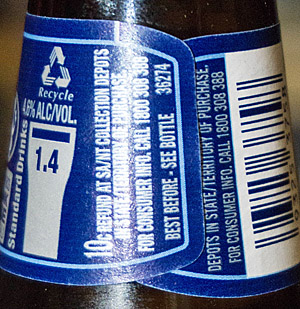 Recycle
4.6% ALC/VOL.
1.4
Standard Drinks
10c REFUND AT SA/NT COLLECTION DEPOTS
IN STATE/TERRITORY OF PURCHASE.
FOR CONSUMER INFO. CALL 1800 308 388
BEST BEFORE - SEE BOTTLE 36274
DEPOTS IN STATE/TERRITORY OF PURCHASE.
FOR CONSUMER INFO. CALL 1800 308 388